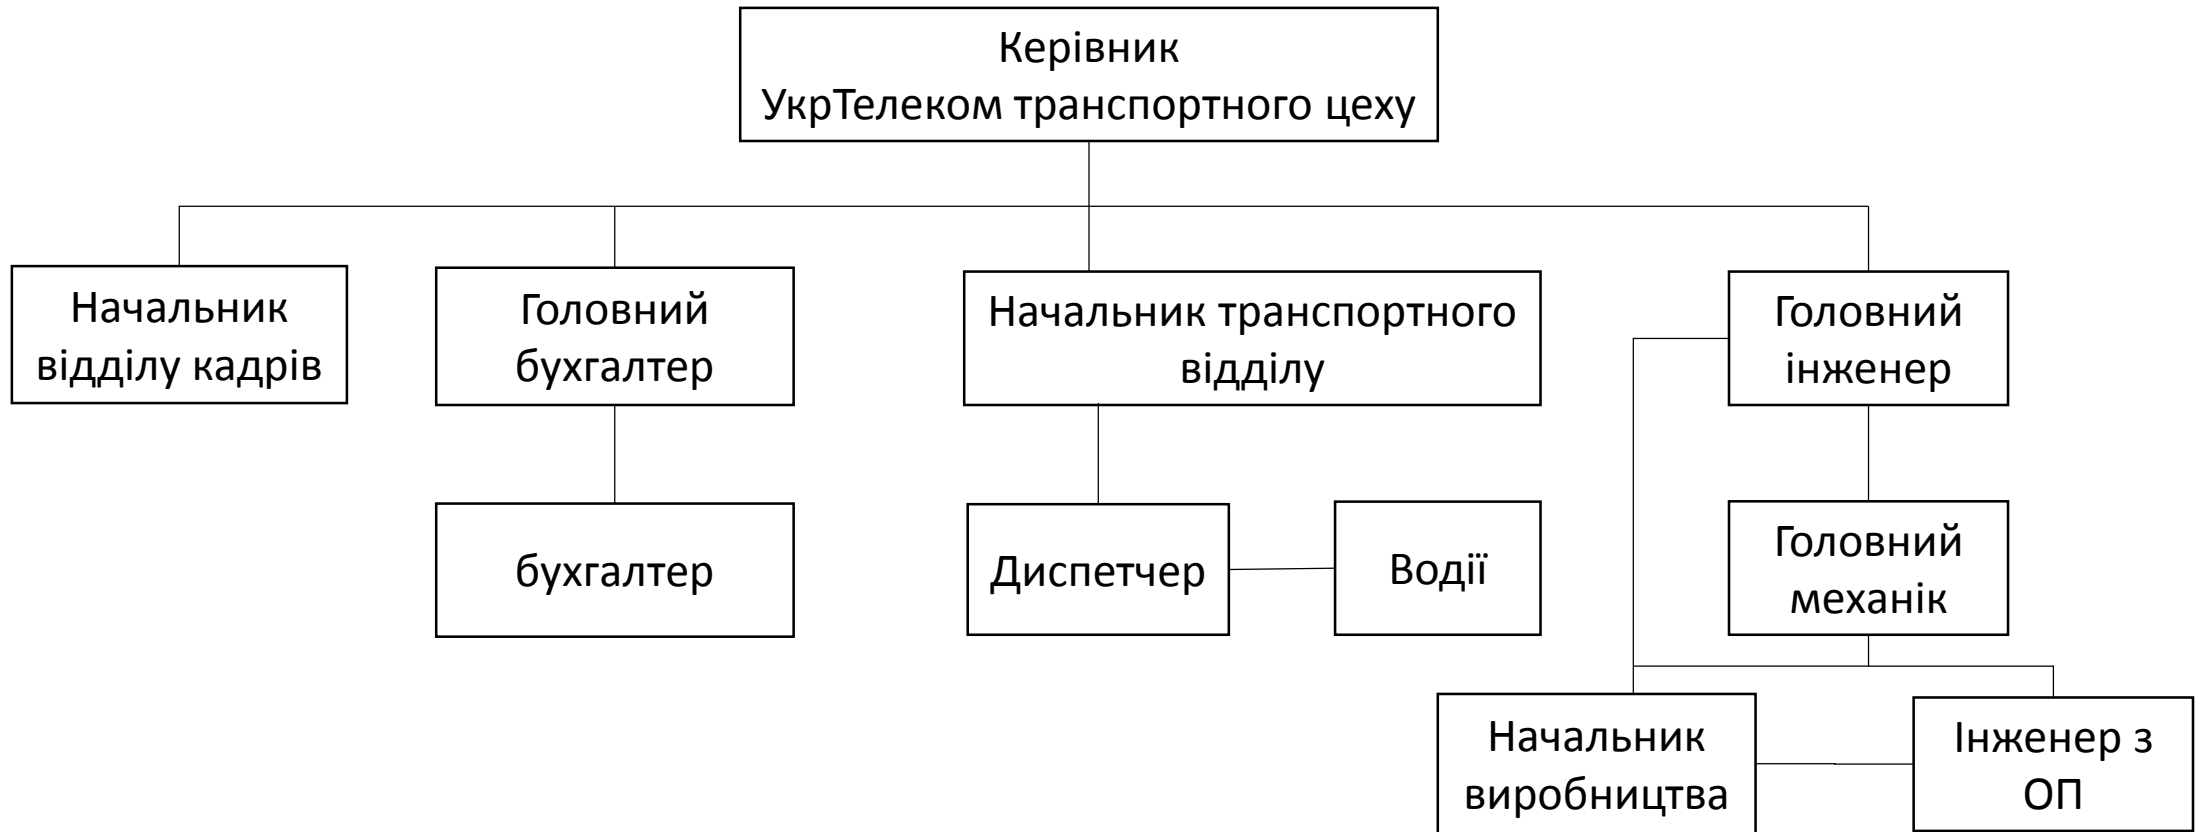 Керівник
УкрТелеком транспортного цеху
Начальник
відділу кадрів
Головний
бухгалтер
Начальник транспортного
відділу
Головний
інженер
бухгалтер
Диспетчер
Водії
Головний
механік
Начальник
виробництва
Інженер з
ОП